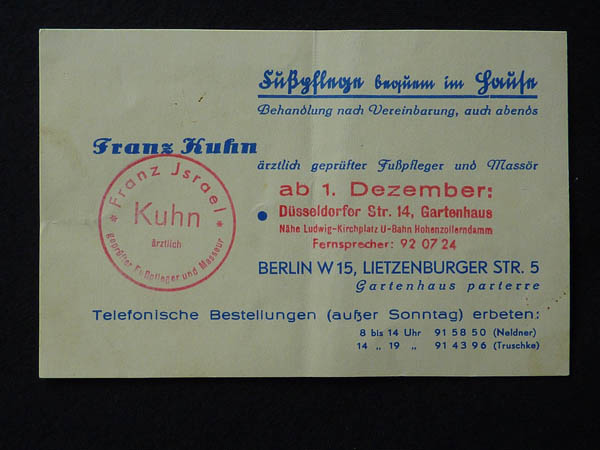 Fußpflege bequem im Hause
Behandlung nach Vereinbarung, auch abends
Franz Kuhn
ärztlich geprüfter Fußpfleger und Massör
* Franz Jsrael *
Kuhn
ärztlich
geprüfter Fußpfleger und Masseur
ab 1. Dezember:
Düsseldorfer Str. 14, Gartenhaus
Nähe Ludwig-Kirchplatz U-Bahn Hohenzollerndamm
Fernsprecher: 92 07 24
BERLIN W 15, LIETZENBURGER STR. 5
Gartenhaus parterre
Telefonische Bestellungen (außer Sonntag) erbeten:
8 bis 14 Uhr 91 58 50 (Neldner)
14 „ 19 „ 91 43 96 (Truschke)